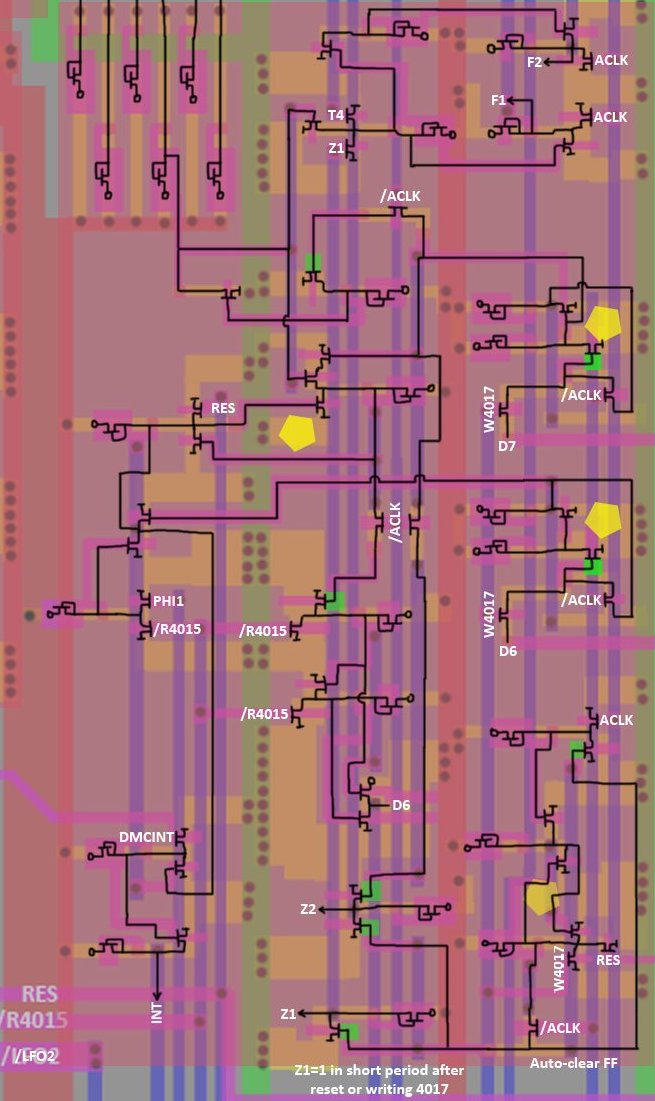 F2
ACLK
F1
T4
ACLK
Z1
/ACLK
W4017
/ACLK
RES
D7
/ACLK
W4017
/ACLK
PHI1
/R4015
/R4015
D6
/R4015
ACLK
D6
DMCINT
Z2
W4017
RES
RES
INT
Z1
/R4015
/ACLK
/LFO2
/LFO2
Auto-clear FF
Z1=1 in short period after
reset or writing 4017